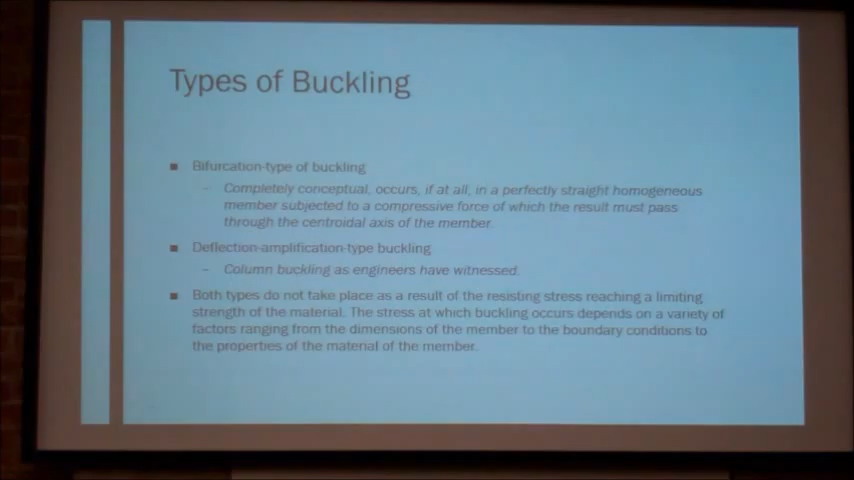 Types of Buckling
■ Bifurcation-type of buckling
– Completely conceptual, occurs, if at all, in a perfectly straight homogeneous
member subjected to a compressive force of which the result must pass
through the centroidal axis of the member.
■ Deflection-amplification-type buckling
– Column buckling as engineers have witnessed.
■ Both types do not take place as a result of the resisting stress reaching a limiting
strength of the material. The stress at which buckling occurs depends on a variety of
factors ranging from the dimensions of the member to the boundary conditions to
the properties of the material of the member.